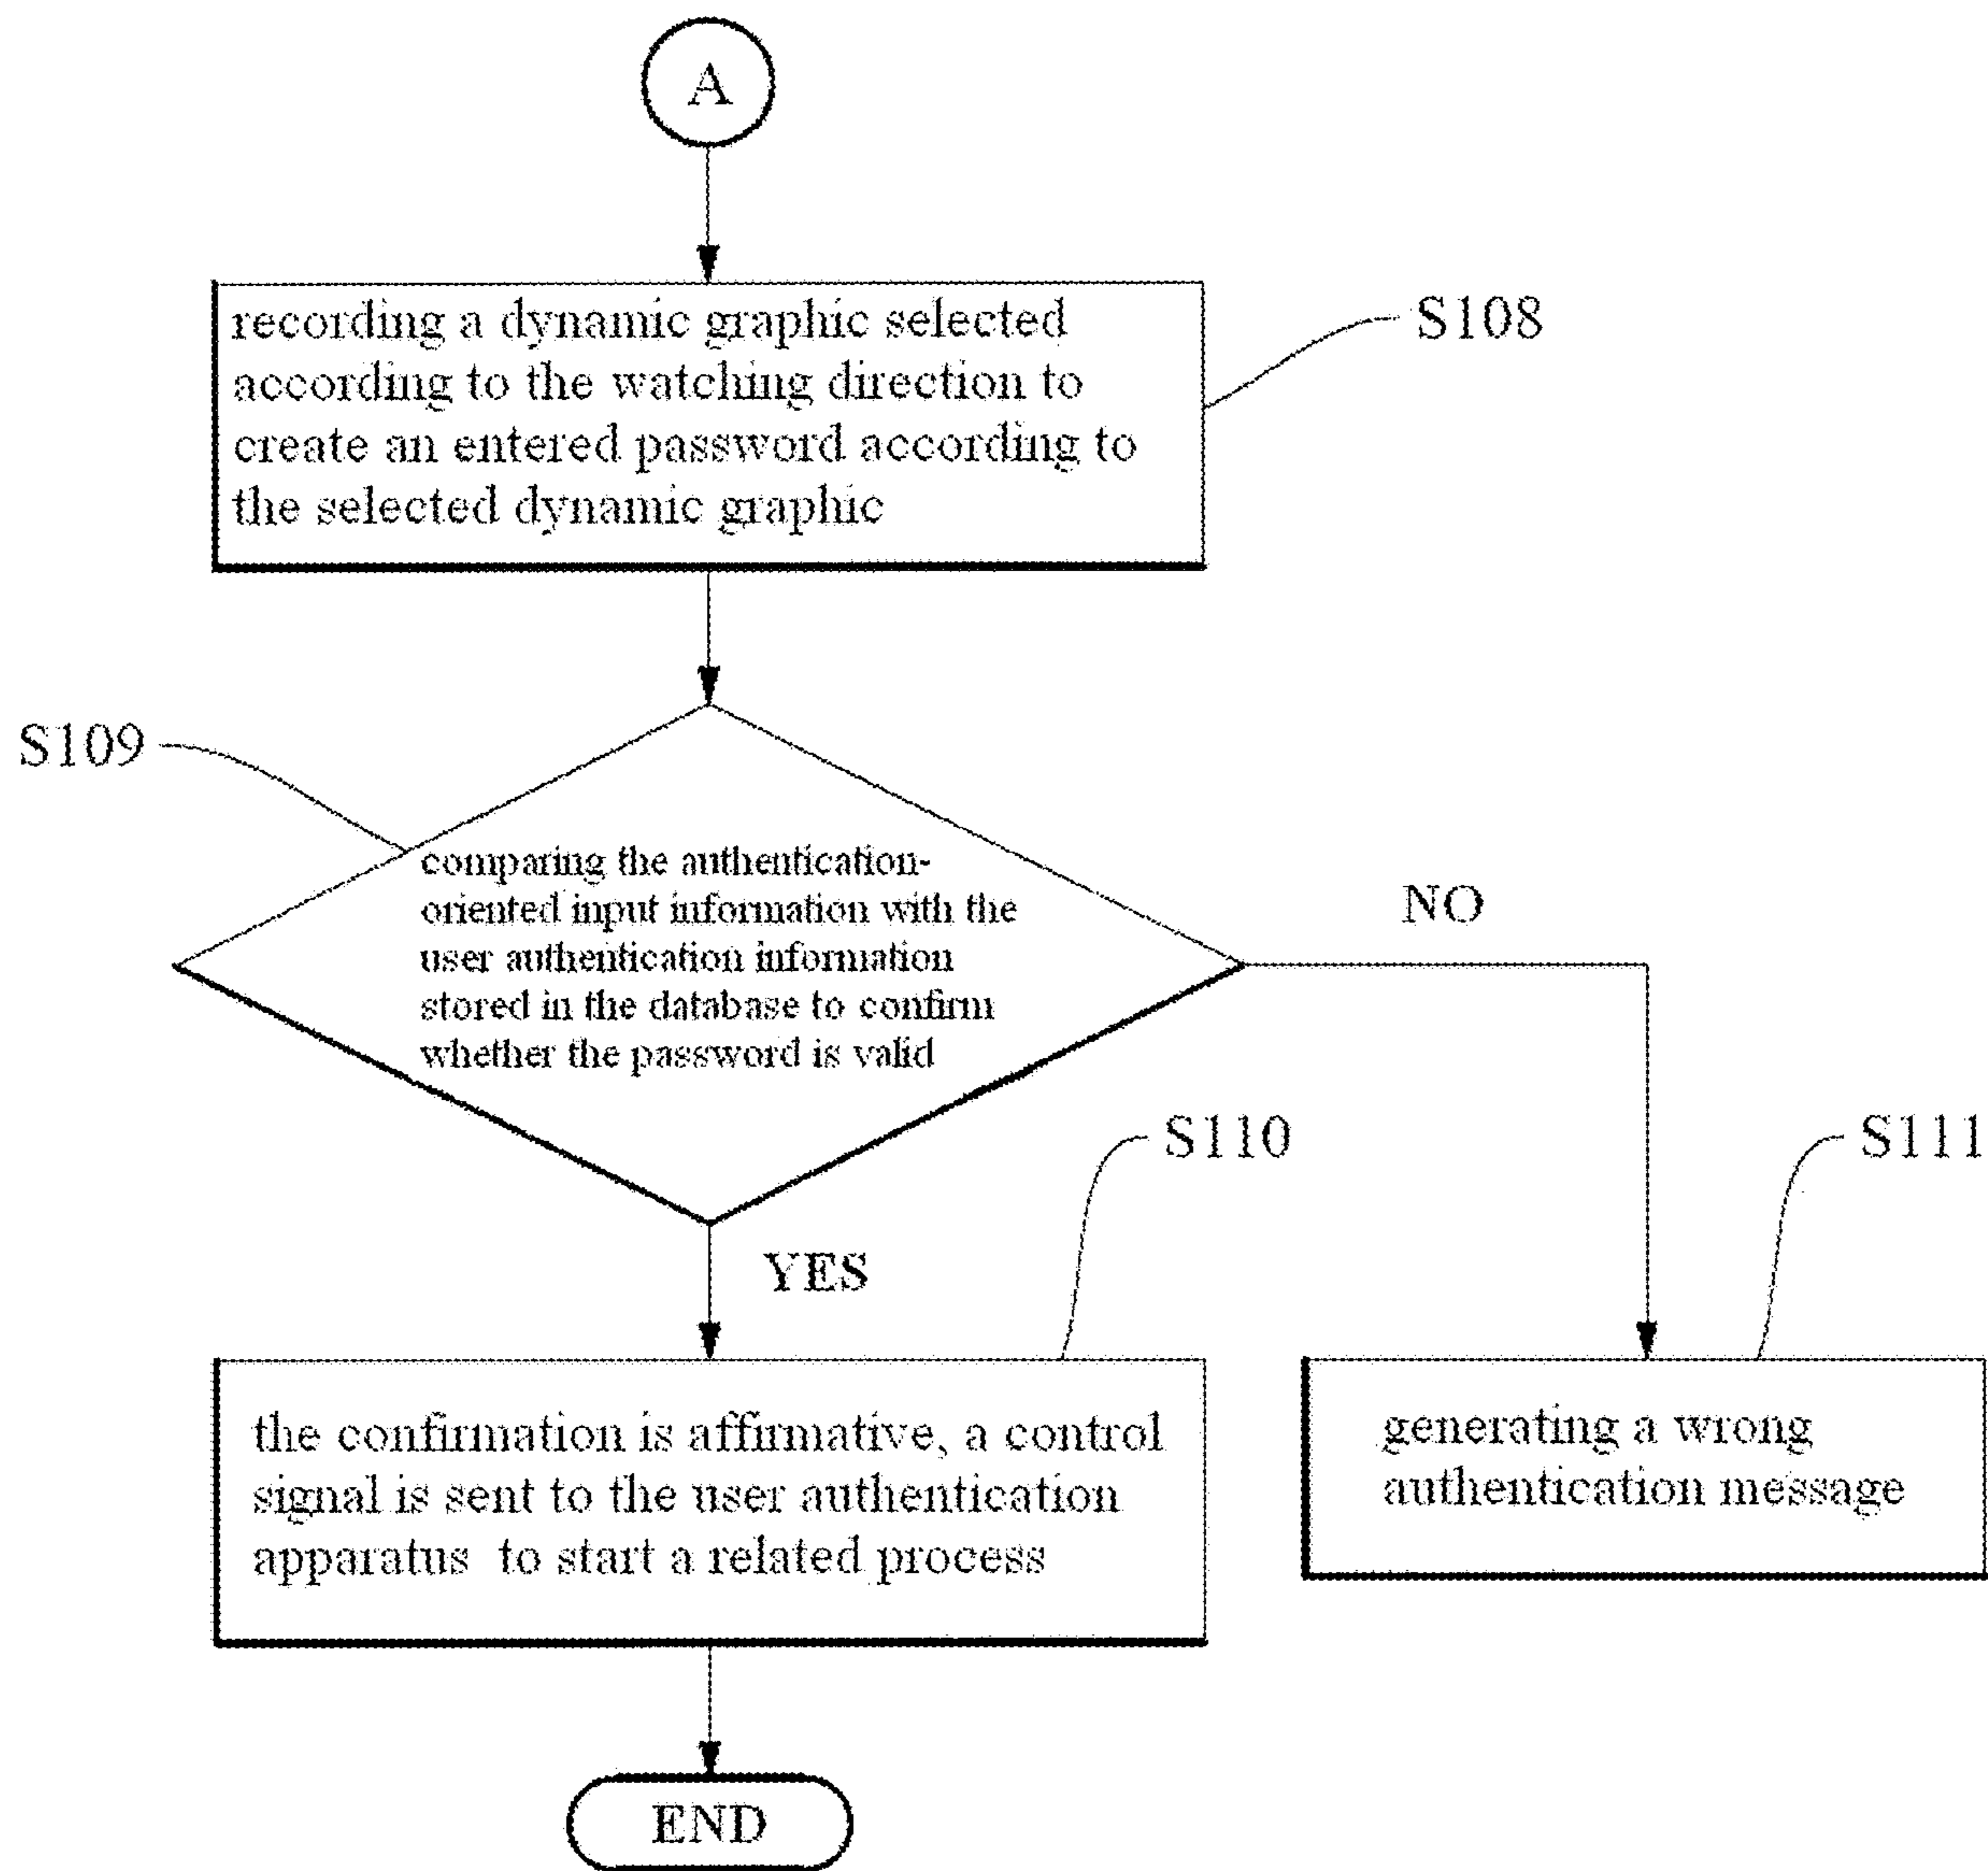 A
recording a dynamic graphic selected
according to the watching direction to
create an entered password according to
the selected dynamic graphic
S108
S109
comparing the authentication-
oriented input information with the
user authentication information
stored in the database to confirm
whether the password is valid
NO
YES
S110
S111
the confirmation is affirmative, a control
signal is sent to the user authentication
apparatus to start a related process
generating a wrong
authentication message
END